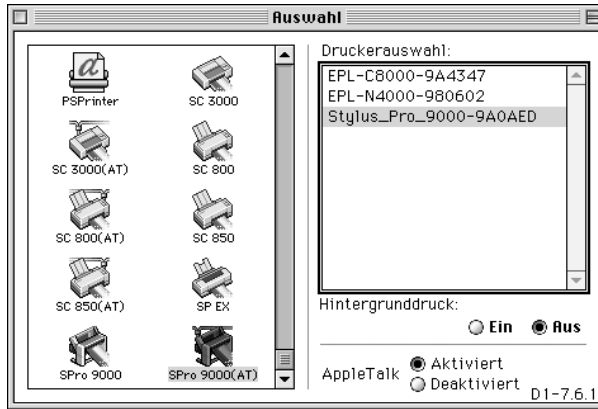 Auswahl
PSPrinter
SC 3000
SC 3000(AT)
SC 800
SC 800(AT)
SC 850
SC 850(AT)
SP EX
SPro 9000
SPro 9000(AT)
Druckerauswahl:
EPL-C8000-9A4347
EPL-N4000-980602
Stylus_Pro_9000-9A0AED
Hintergrunddruck:
Ein Aus
AppleTalk
Aktiviert
Deaktiviert
D1-7.6.1